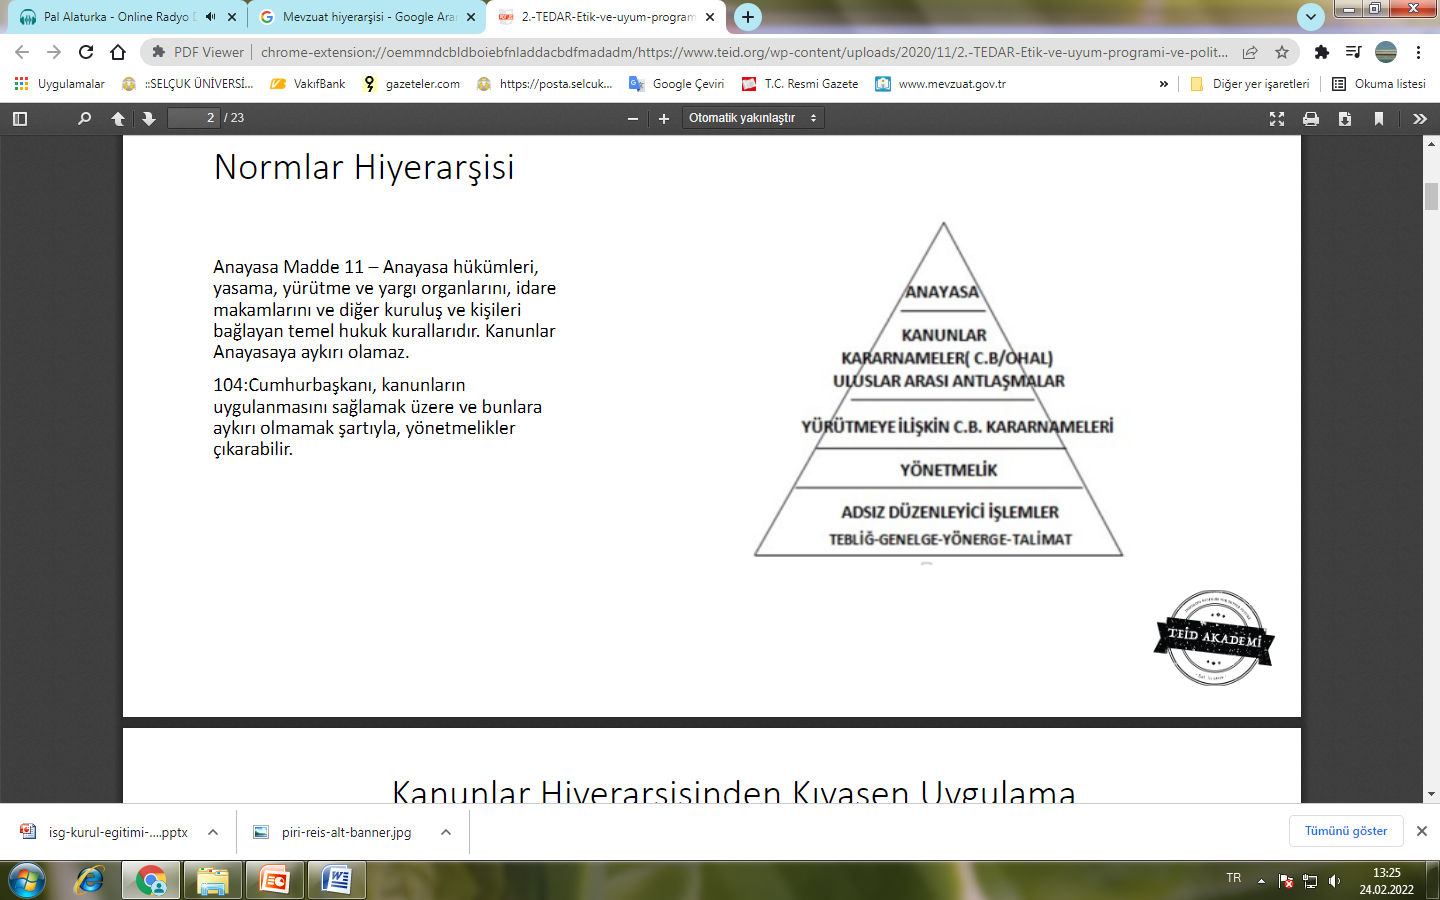 Pal Alaturka - Online Radyo D
Mevzuat hiyerarşisi - Google Ara
2.-TEDAR-Etik-ve-uyum-program
PDF Viewer
chrome-extension://oemmndcbldboiebfnladdacbdfmadadm/https://www.teid.org/wp-content/uploads/2020/11/2.-TEDAR-Etik-ve-uyum-programi-ve-polit...
Uygulamalar
::SELÇUK ÜNİVERSİ...
VakıfBank
gazeteler.com
https://posta.selcuk...
Google Çeviri
T.C. Resmi Gazete
www.mevzuat.gov.tr
»
Diğer yer işaretleri
Okuma listesi
2 / 23
Otomatik yakınlaştır
Normlar Hiyerarşisi
Anayasa Madde 11 – Anayasa hükümleri,
yasama, yürütme ve yargı organlarını, idare
makamlarını ve diğer kuruluş ve kişileri
bağlayan temel hukuk kurallarıdır. Kanunlar
Anayasaya aykırı olamaz.
104:Cumhurbaşkanı, kanunların
uygulanmasını sağlamak üzere ve bunlara
aykırı olmamak şartıyla, yönetmelikler
çıkarabilir.
ANAYASA
KANUNLAR
KARARNAMELER( C.B/OHAL)
ULUSLAR ARASI ANTLAŞMALAR
YÜRÜTMEYE İLİŞKİN C.B. KARARNAMELERİ
YÖNETMELİK
ADSIZ DÜZENLEYİCİ İŞLEMLER
TEBLİĞ-GENELGE-YÖNERGE-TALİMAT
TEİD AKADEMİ
Kanunlar Hiyerarşisinden Kıyasen Uygulama
isg-kurul-egitimi-....pptx
piri-reis-alt-banner.jpg
Tümünü göster
TR
13:25
24.02.2022